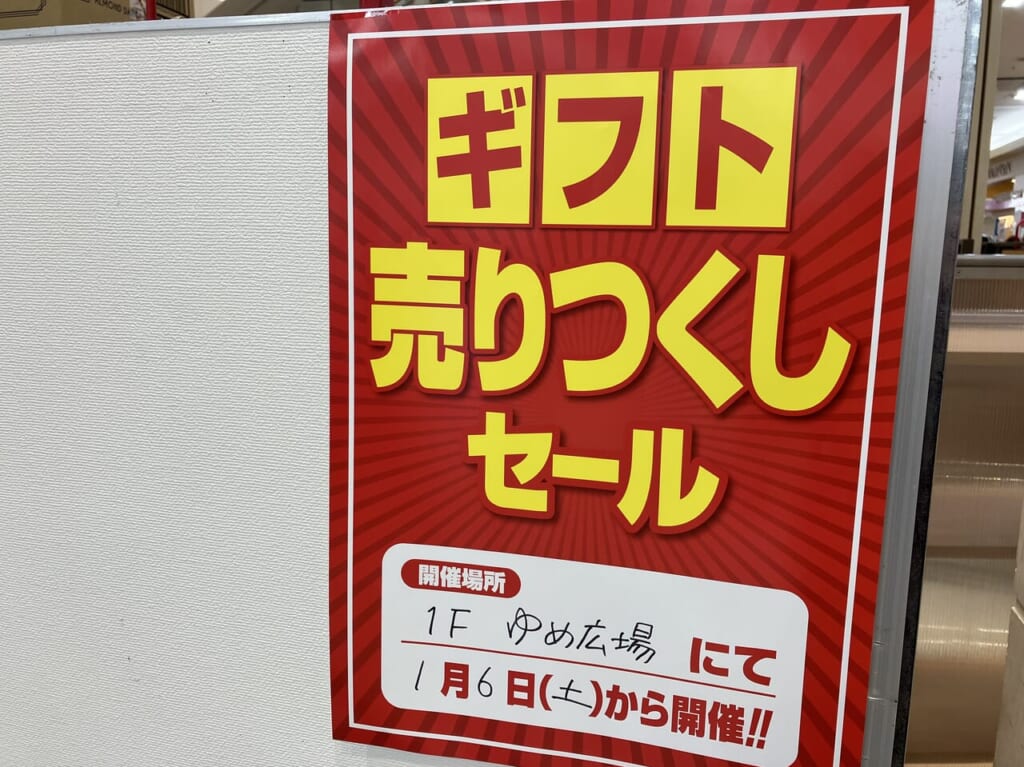 ギフト
売りつくし
セール
開催場所
1F ゆめ広場 にて
1月6日(土)から開催!!